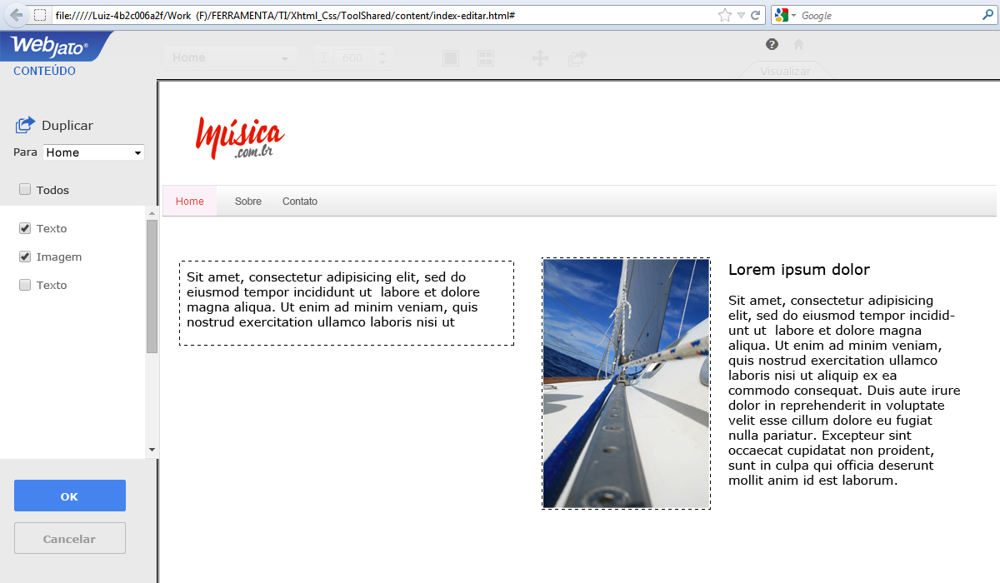 file://///Luiz-4b2c006a2f/Work (F)/FERRAMENTA/TI/Xhtml_Css/ToolShared/content/index-editar.html#
Google
WebJato®
Home
600
Visualizar
CONTEÚDO
Duplicar
Para Home
Todos
Texto
Imagem
Texto
OK
Cancelar
Música
.com.br
Home Sobre Contato
Sit amet, consectetur adipisicing elit, sed do
eiusmod tempor incididunt ut labore et dolore
magna aliqua. Ut enim ad minim veniam, quis
nostrud exercitation ullamco laboris nisi ut
Lorem ipsum dolor
Sit amet, consectetur adipisicing
elit, sed do eiusmod tempor incidid-
unt ut labore et dolore magna
aliqua. Ut enim ad minim veniam,
quis nostrud exercitation ullamco
laboris nisi ut aliquip ex ea
commodo consequat. Duis aute irure
dolor in reprehenderit in voluptate
velit esse cillum dolore eu fugiat
nulla pariatur. Excepteur sint
occaecat cupidatat non proident,
sunt in culpa qui officia deserunt
mollit anim id est laborum.